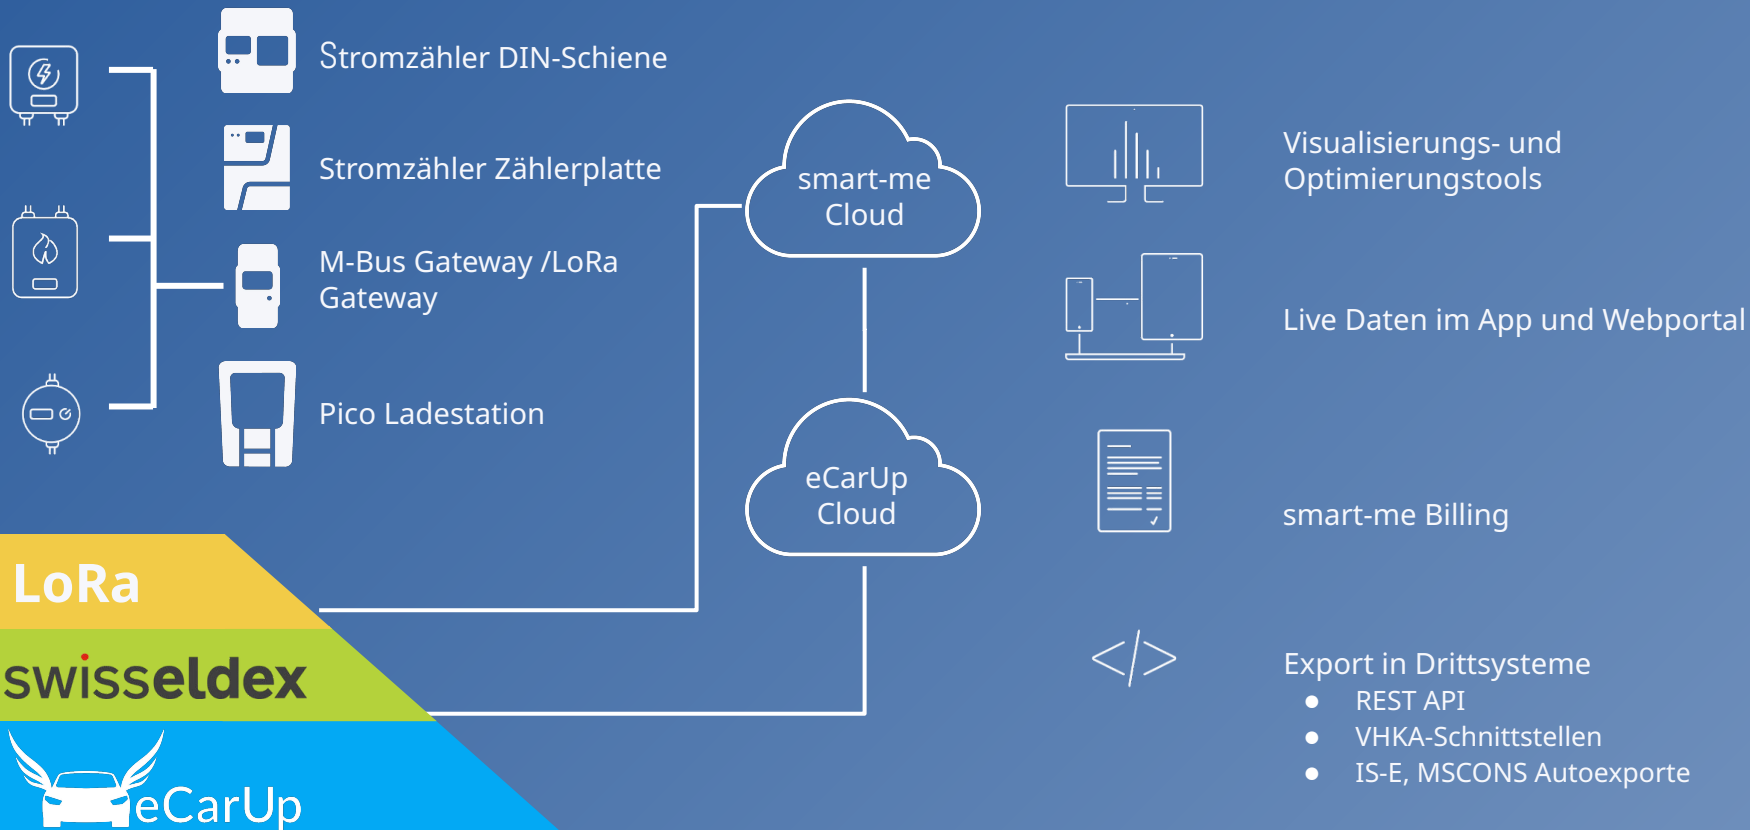 Stromzähler DIN-Schiene
Stromzähler Zählerplatte
M-Bus Gateway /LoRa
Gateway
Pico Ladestation
LoRa
swisseldex
eCarUp
smart-me
Cloud
eCarUp
Cloud
Visualisierungs- und
Optimierungstools
Live Daten im App und Webportal
smart-me Billing
</>
Export in Drittsysteme
● REST API
● VHKA-Schnittstellen
● IS-E, MSCONS Autoexporte